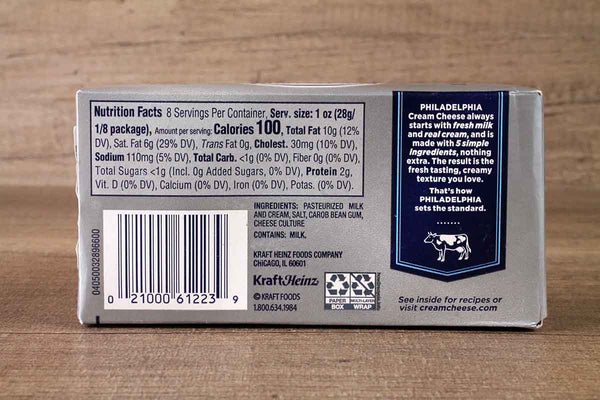 Nutrition Facts 8 Servings Per Container, Serv. size: 1 oz (28g/
1/8 package), Amount per serving: Calories 100, Total Fat 10g (12%
DV), Sat. Fat 6g (29% DV), Trans Fat 0g, Cholest. 30mg (10% DV),
Sodium 110mg (5% DV), Total Carb. <1g (0% DV), Fiber 0g (0% DV),
Total Sugars <1g (Incl. 0g Added Sugars, 0% DV), Protein 2g,
Vit. D (0% DV), Calcium (0% DV), Iron (0% DV), Potas. (0% DV).
INGREDIENTS: PASTEURIZED MILK
AND CREAM, SALT, CAROB BEAN GUM,
CHEESE CULTURE
CONTAINS: MILK.
KRAFT HEINZ FOODS COMPANY
CHICAGO, IL 60601
KraftHeinz
© KRAFT FOODS
1.800.634.1984
PAPER
BOX
MULTI-LAYER
WRAP
04050032896600
0 21000 61223 9
PHILADELPHIA
Cream Cheese always
starts with fresh milk
and real cream, and is
made with 5 simple
ingredients, nothing
extra. The result is the
fresh tasting, creamy
texture you love.
That's how
PHILADELPHIA
sets the standard.
See inside for recipes or
visit creamcheese.com